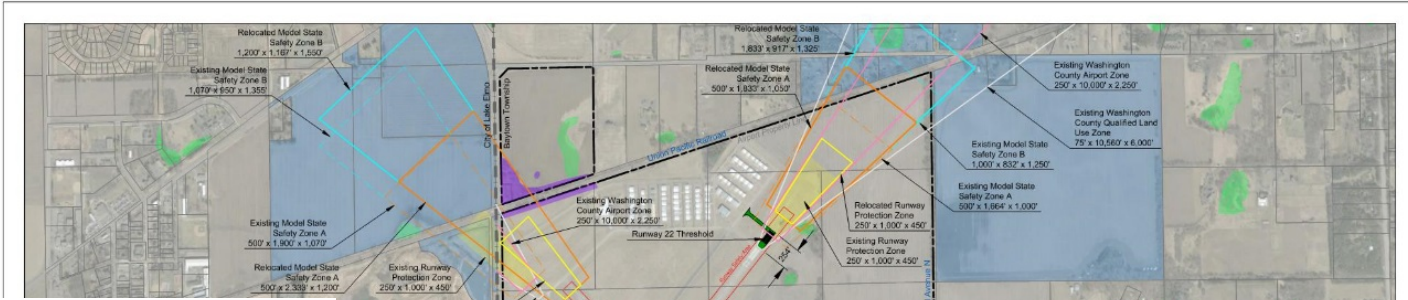 Relocated Model State
Safety Zone B
1,200' x 1,167' x 1,550'
Existing Model State
Safety Zone B
1,070' x 950' x 1,355'
City of Lake Elmo
Baytown Township
Existing Model State
Safety Zone A
500' x 1,900' x 1,070'
Relocated Model State
Safety Zone A
500' x 2,333' x 1,200'
Existing Runway
Protection Zone
250' x 1,000' x 450'
Existing Washington
County Airport Zone
250' x 10,000' x 2,250'
Runway 22 Threshold
Union Pacific Railroad
Relocated Model State
Safety Zone B
1,833' x 917' x 1,325'
Relocated Model State
Safety Zone A
500' x 1,833' x 1,050'
254'
Relocated Runway
Protection Zone
250' x 1,000' x 450'
Existing Runway
Protection Zone
250' x 1,000' x 450'
Existing Washington
County Airport Zone
250' x 10,000' x 2,250'
Existing Washington
County Qualified Land
Use Zone
75' x 10,560' x 6,000'
Existing Model State
Safety Zone B
1,000' x 832' x 1,250'
Existing Model State
Safety Zone A
500' x 1,664' x 1,000'
Avenue N